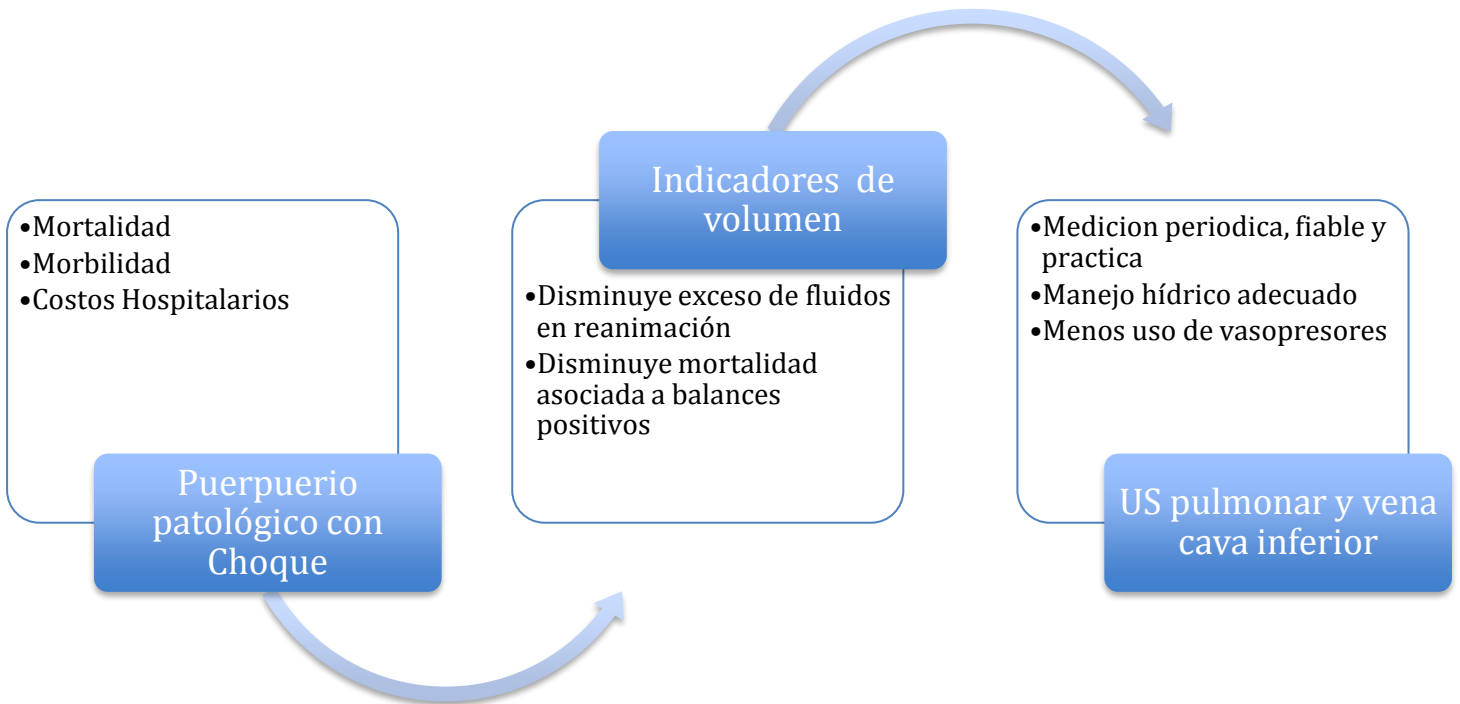 •Mortalidad
•Morbilidad
•Costos Hospitalarios
Puerpuerio
patológico con
Choque
Indicadores de
volumen
•Disminuye exceso de fluidos
en reanimación
•Disminuye mortalidad
asociada a balances
positivos
•Medicion periodica, fiable y
practica
•Manejo hídrico adecuado
•Menos uso de vasopresores
US pulmonar y vena
cava inferior